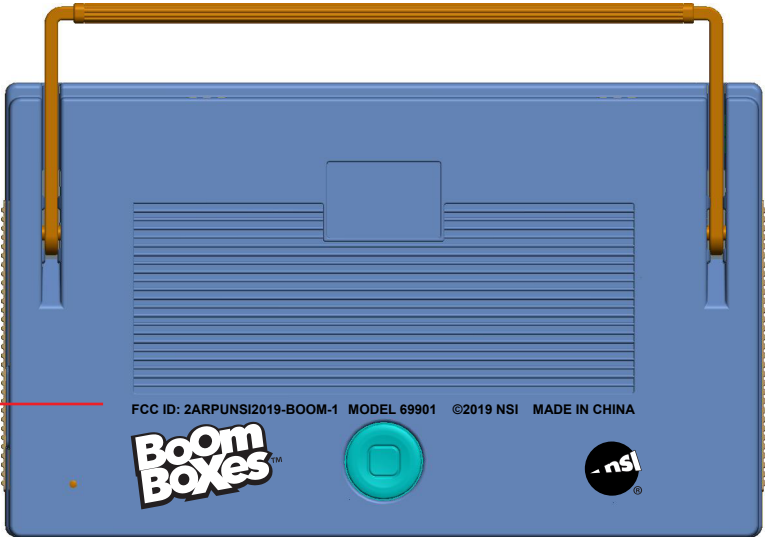 FCC ID: 2ARPUNSI2019-BOOM-1 MODEL 69901 ©2019 NSI MADE IN CHINA
BoOm
BOXes™
nsi®